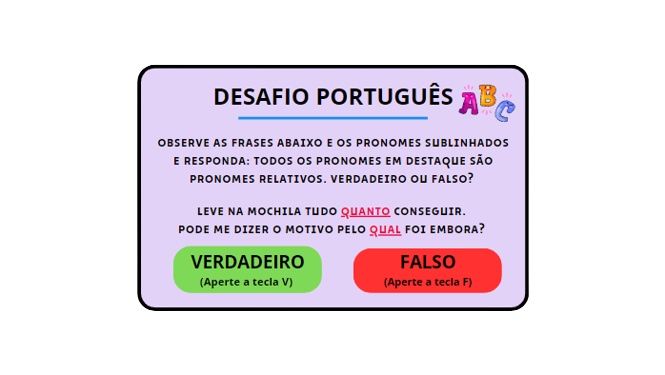 DESAFIO PORTUGUÊS ABC
OBSERVE AS FRASES ABAIXO E OS PRONOMES SUBLINHADOS
E RESPONDA: TODOS OS PRONOMES EM DESTAQUE SÃO
PRONOMES RELATIVOS. VERDADEIRO OU FALSO?
LEVE NA MOCHILA TUDO QUANTO CONSEGUIR.
PODE ME DIZER O MOTIVO PELO QUAL FOI EMBORA?
VERDADEIRO FALSO
(Aperte a tecla V) (Aperte a tecla F)